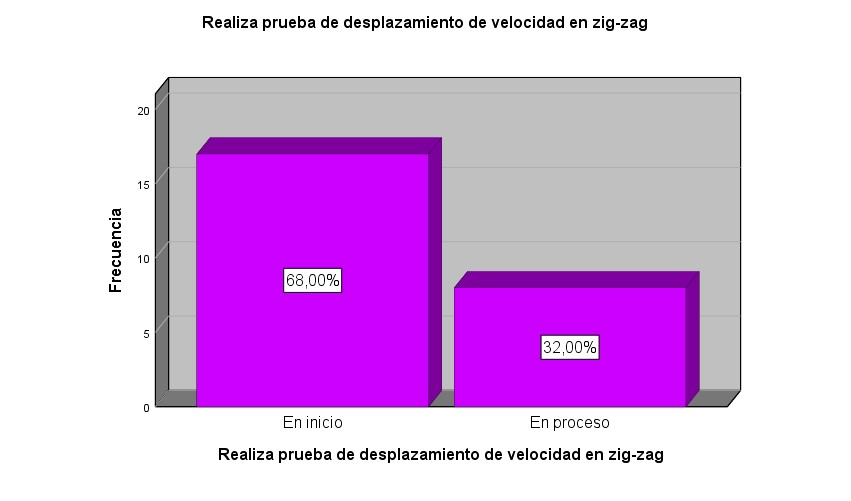 Realiza prueba de desplazamiento de velocidad en zig-zag
20
15
10
5
0
Frecuencia
68,00%
32,00%
En inicio
En proceso
Realiza prueba de desplazamiento de velocidad en zig-zag